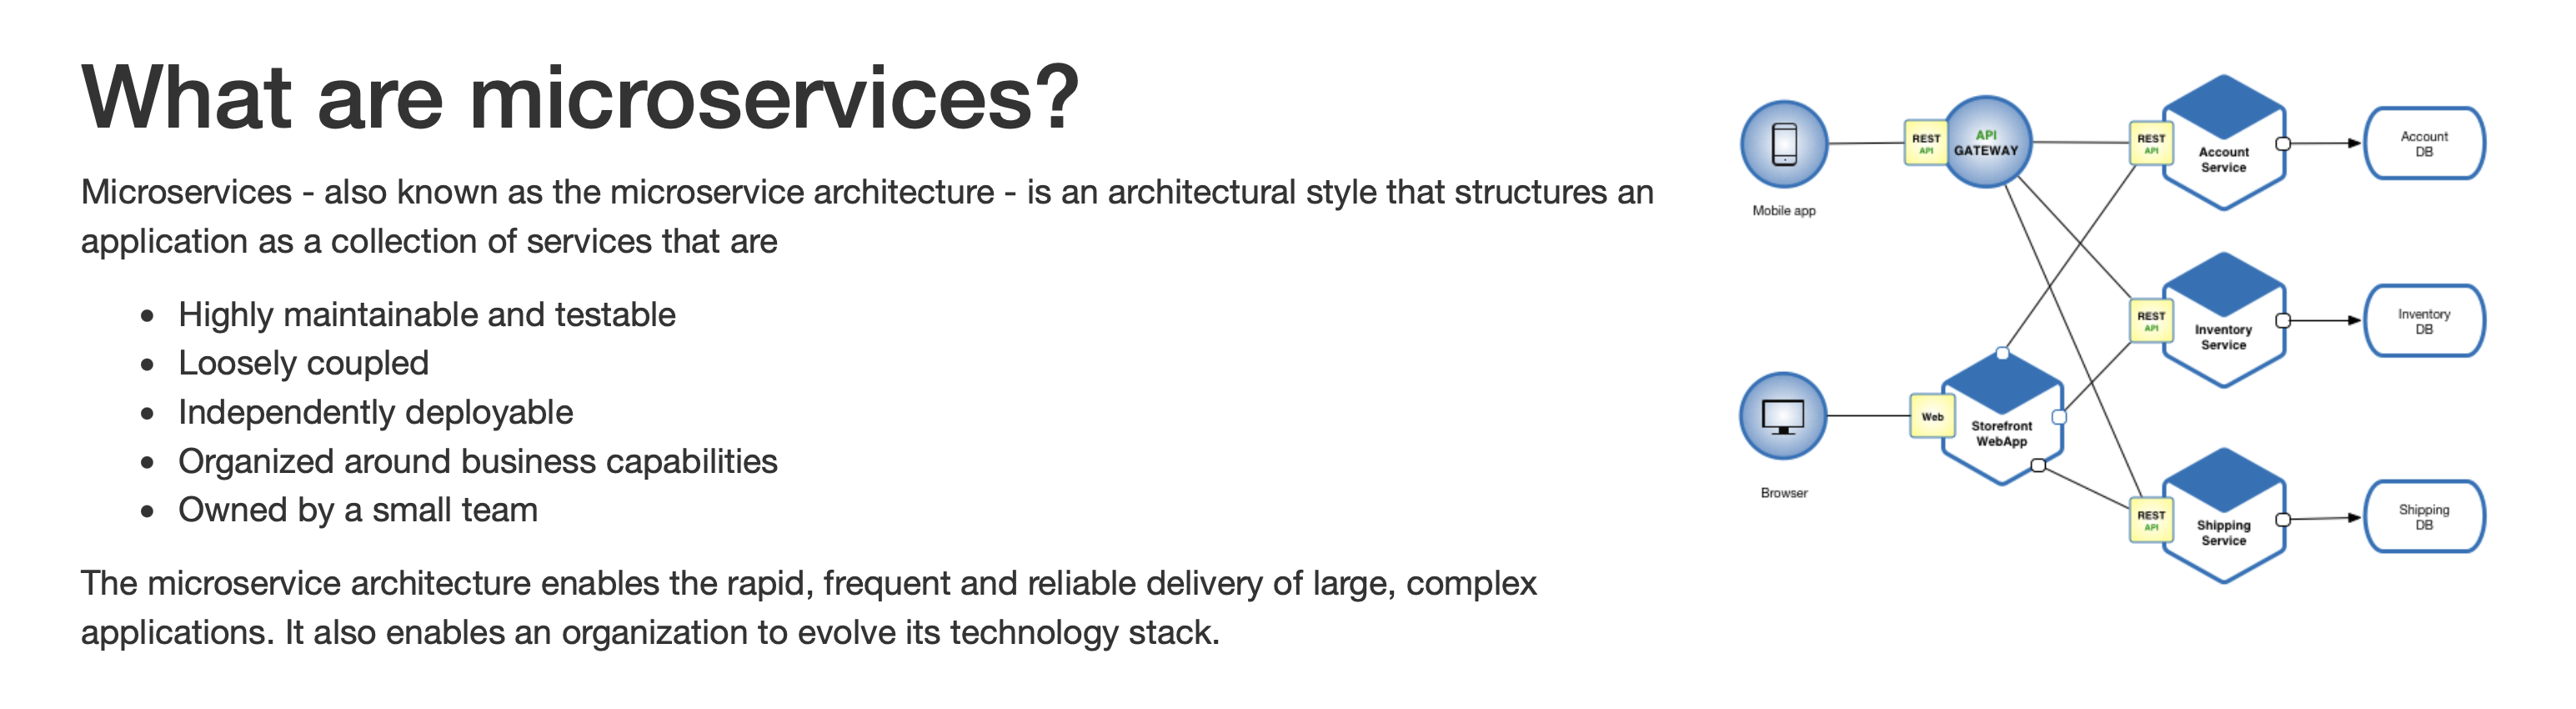 What are microservices?
Microservices - also known as the microservice architecture - is an architectural style that structures an
application as a collection of services that are
• Highly maintainable and testable
• Loosely coupled
• Independently deployable
• Organized around business capabilities
• Owned by a small team
The microservice architecture enables the rapid, frequent and reliable delivery of large, complex
applications. It also enables an organization to evolve its technology stack.
Mobile app
REST
API
API
GATEWAY
REST
API
Account
Service
Account
DB
REST
API
Inventory
Service
Inventory
DB
Browser
Web
Storefront
WebApp
REST
API
Shipping
Service
Shipping
DB